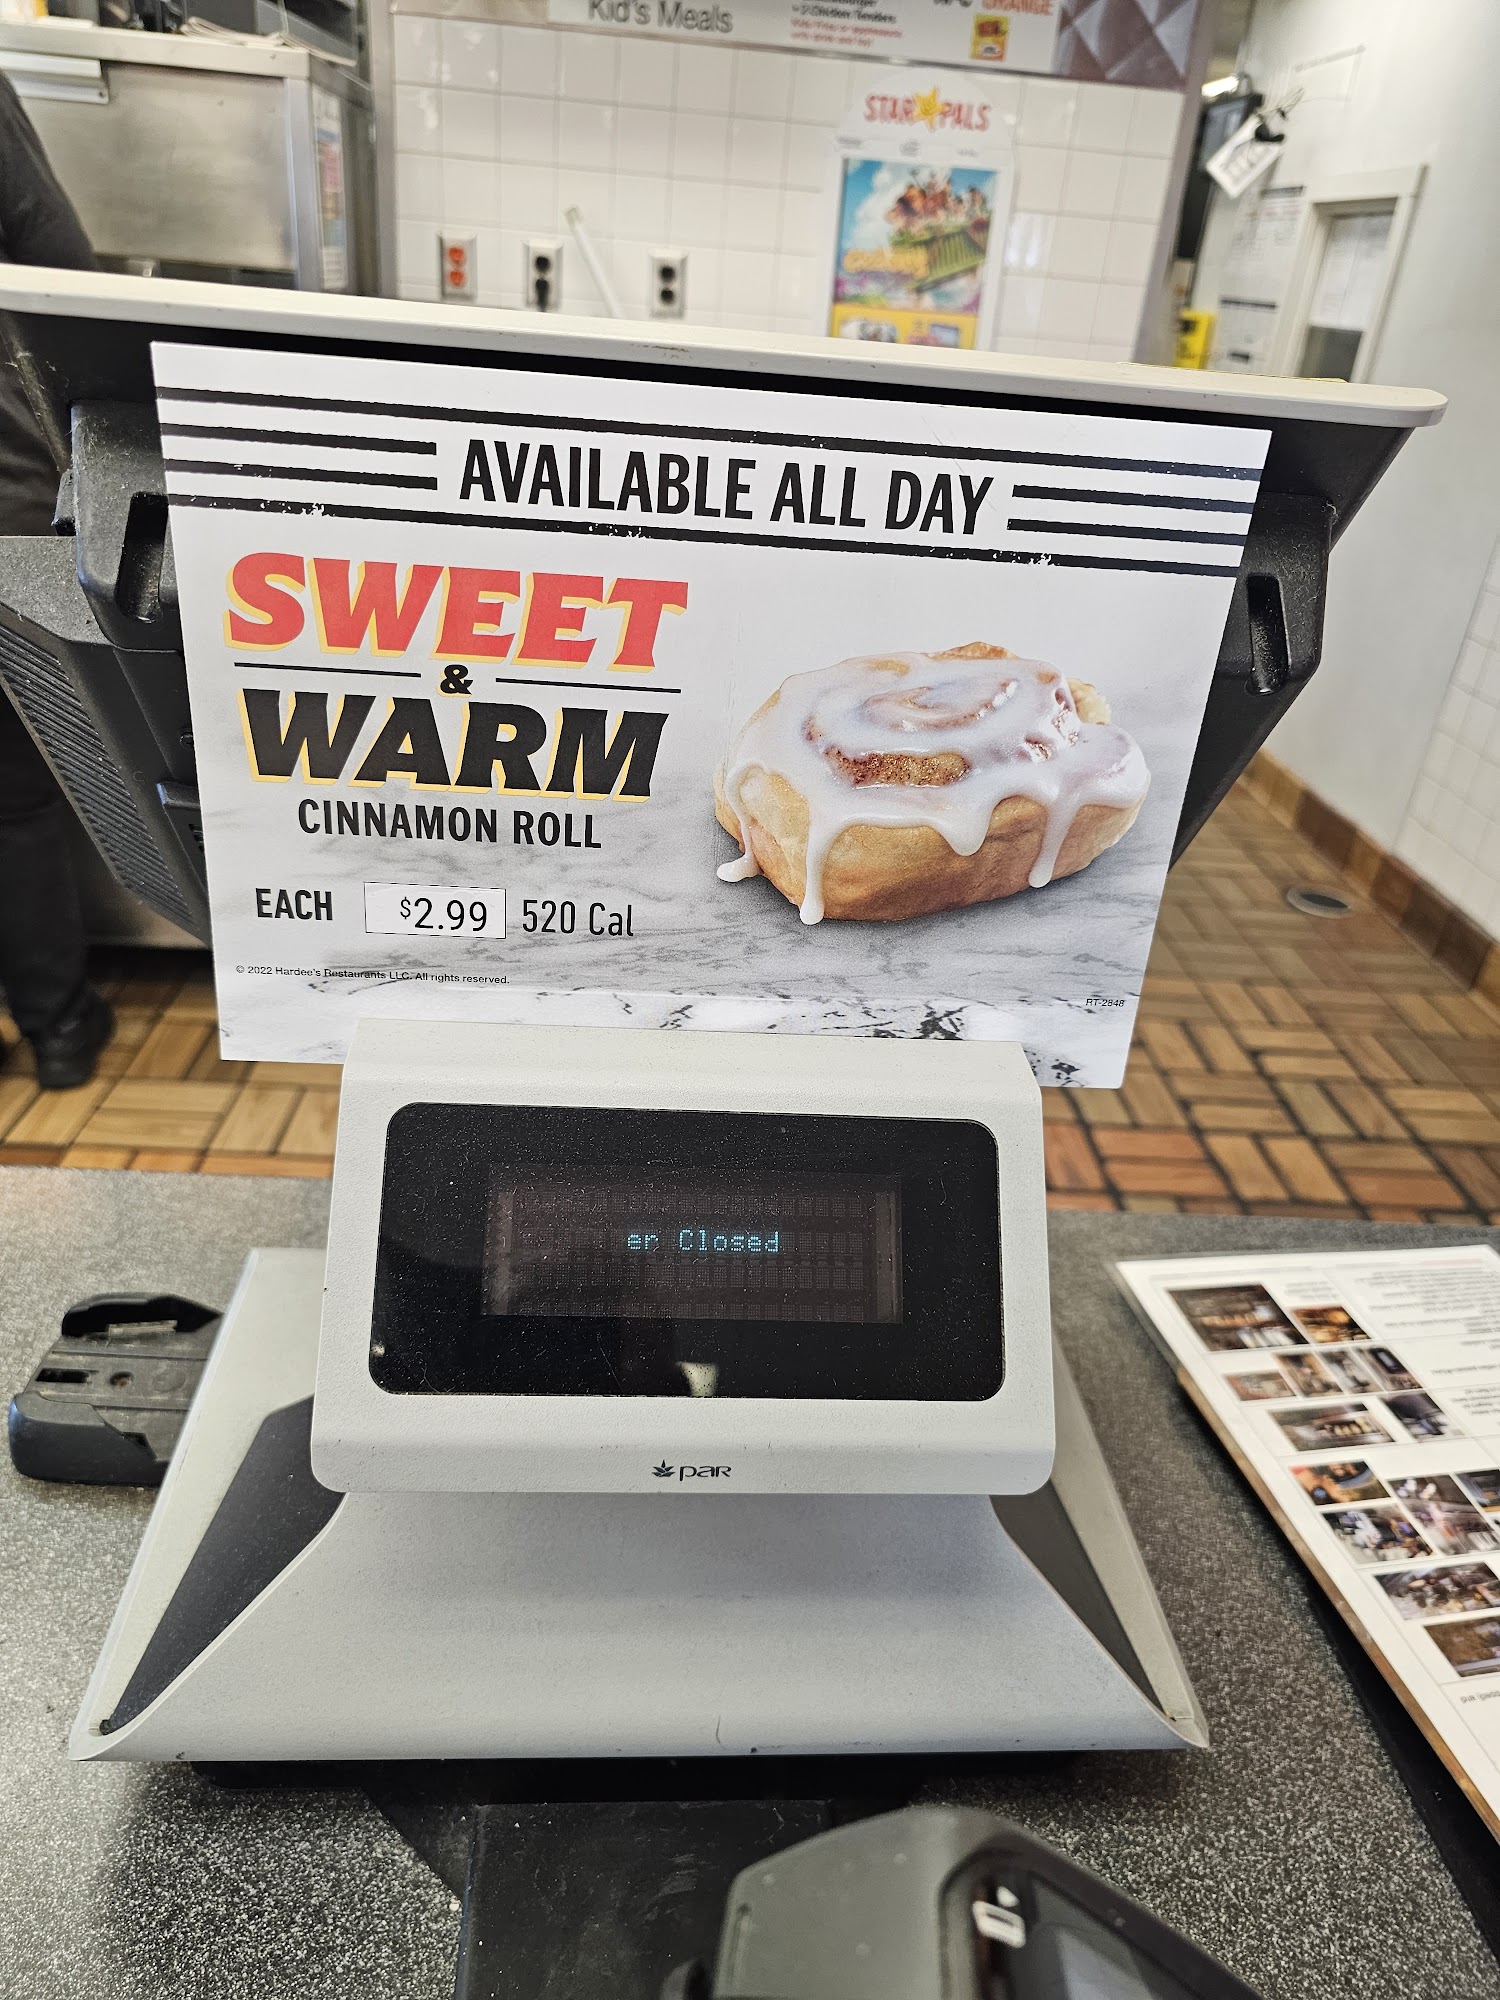 Kid's Meals
STAR PALS
AVAILABLE ALL DAY
SWEET
&
WARM
CINNAMON ROLL
EACH $2.99 520 Cal
© 2022 Hardee's Restaurants LLC. All rights reserved.
RT-2848
er Closed
par